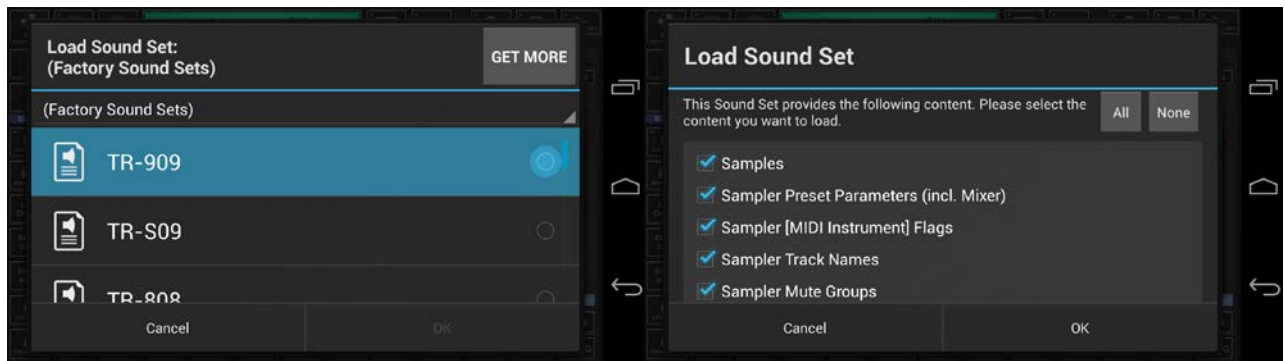 Load Sound Set:
(Factory Sound Sets)
GET MORE
(Factory Sound Sets)
TR-909
TR-S09
TR-808
Cancel
OK
Load Sound Set
This Sound Set provides the following content. Please select the
content you want to load.
All
None
Samples
Sampler Preset Parameters (incl. Mixer)
Sampler [MIDI Instrument] Flags
Sampler Track Names
Sampler Mute Groups
Cancel
OK